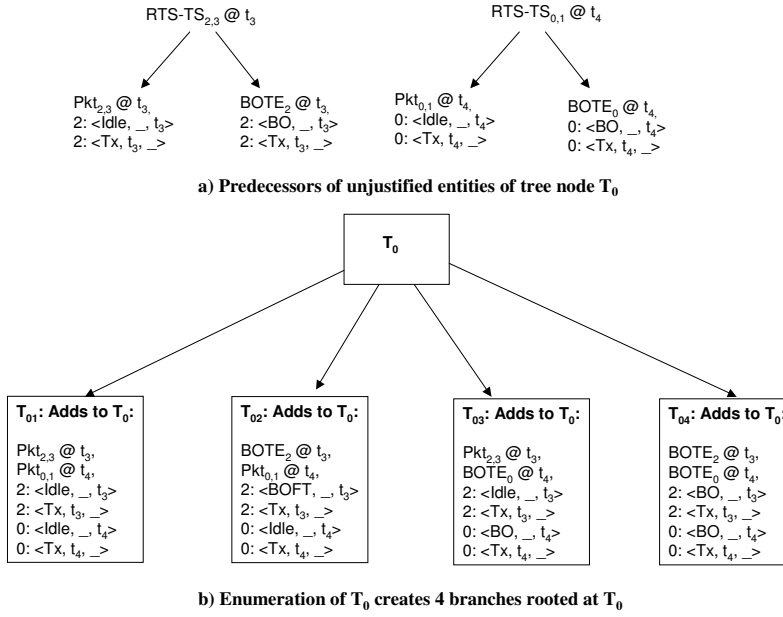 RTS-TS2,3 @ t3
RTS-TS0,1 @ t4
Pkt2,3 @ t3,
2: <Idle, _, t3>
2: <Tx, t3, _>
BOTE2 @ t3,
2: <BO, _, t3>
2: <Tx, t3, _>
Pkt0,1 @ t4,
0: <Idle, _, t4>
0: <Tx, t4, _>
BOTE0 @ t4,
0: <BO, _, t4>
0: <Tx, t4, _>
a) Predecessors of unjustified entities of tree node T0
T0
T01: Adds to T0:
Pkt2,3 @ t3,
Pkt0,1 @ t4,
2: <Idle, _, t3>
2: <Tx, t3, _>
0: <Idle, _, t4>
0: <Tx, t4, _>
T02: Adds to T0:
BOTE2 @ t3,
Pkt0,1 @ t4,
2: <BOFT, _, t3>
2: <Tx, t3, _>
0: <Idle, _, t4>
0: <Tx, t4, _>
T03: Adds to T0:
Pkt2,3 @ t3,
BOTE0 @ t4,
2: <Idle, _, t3>
2: <Tx, t3, _>
0: <BO, _, t4>
0: <Tx, t4, _>
T04: Adds to T0:
BOTE2 @ t3,
BOTE0 @ t4,
2: <BO, _, t3>
2: <Tx, t3, _>
0: <BO, _, t4>
0: <Tx, t4, _>
b) Enumeration of T0 creates 4 branches rooted at T0